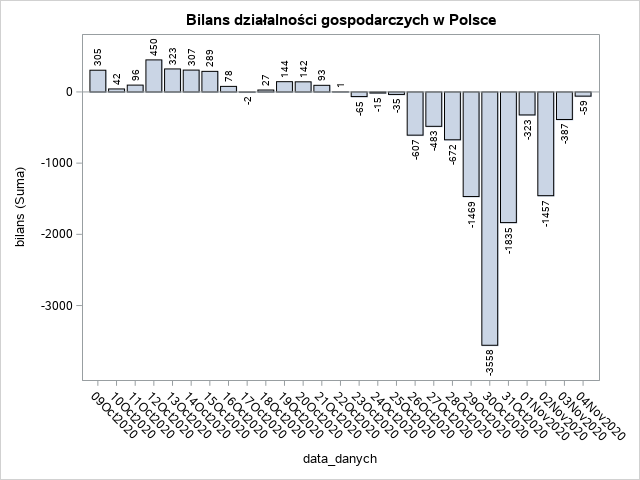 Bilans działalności gospodarczych w Polsce
bilans (Suma)
0
-1000
-2000
-3000
305
42
96
450
323
307
289
78
-2
27
144
142
93
1
-65
-15
-35
-607
-483
-672
-1469
-3558
-1835
-323
-1457
-387
-59
09Oct2020
10Oct2020
11Oct2020
12Oct2020
13Oct2020
14Oct2020
15Oct2020
16Oct2020
17Oct2020
18Oct2020
19Oct2020
20Oct2020
21Oct2020
22Oct2020
23Oct2020
24Oct2020
25Oct2020
26Oct2020
27Oct2020
28Oct2020
29Oct2020
30Oct2020
31Oct2020
01Nov2020
02Nov2020
03Nov2020
04Nov2020
data_danych